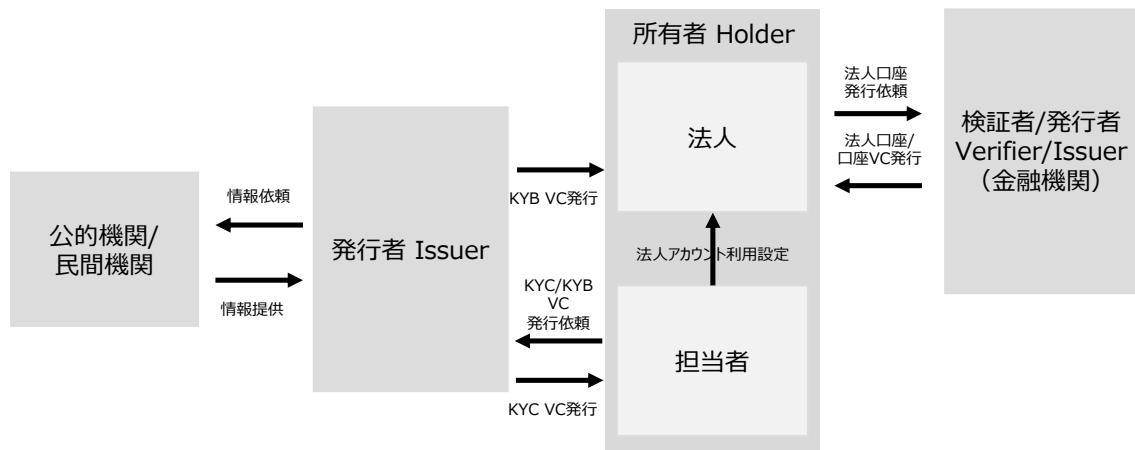 公的機関/
民間機関
情報依頼
情報提供
発行者 Issuer
KYB VC発行
KYC/KYB
VC
発行依頼
KYC VC発行
所有者 Holder
法人
法人アカウント利用設定
担当者
法人口座
発行依頼
法人口座/
口座VC発行
検証者/発行者
Verifier/Issuer
（金融機関）